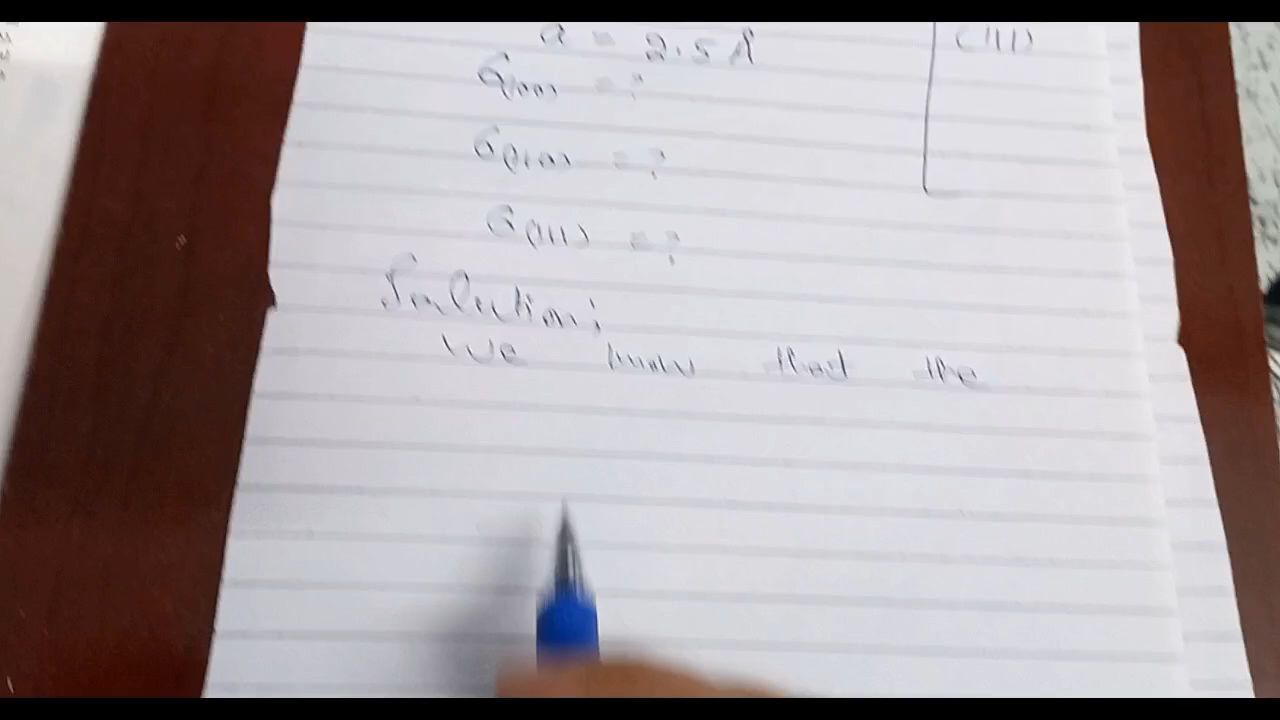 a = 2.5 Å
(111)
G(100) = ?
G(110) = ?
G(111) = ?
Solution;
We know that the